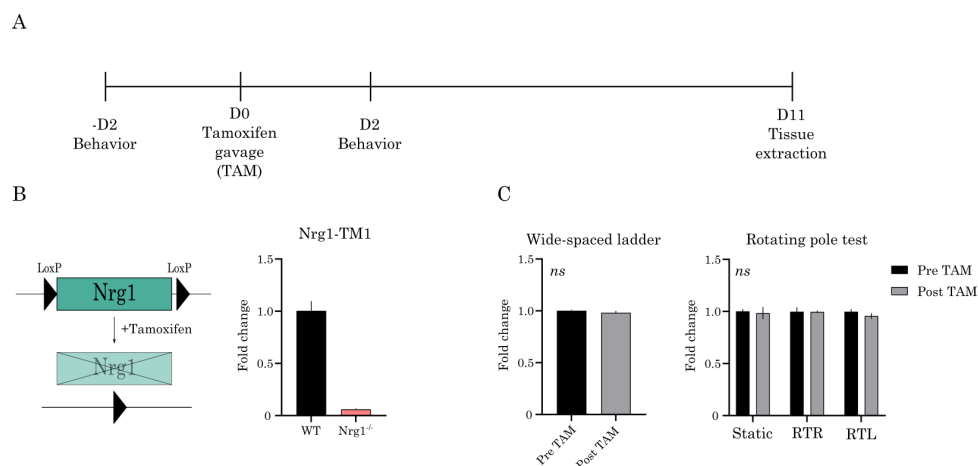 A
-D2
Behavior
D0
Tamoxifen
gavage
(TAM)
D2
Behavior
D11
Tissue
extraction
B
LoxP
LoxP
Nrg1
+Tamoxifen
Nrg1
Nrg1-TM1
Fold change
1.5
1.0
0.5
0
WT
Nrg1-/-
C
Wide-spaced ladder
Fold change
1.5
1.0
0.5
0
ns
Pre TAM
Post TAM
Rotating pole test
Fold change
1.5
1.0
0.5
0
ns
Static
RTR
RTL
Pre TAM
Post TAM